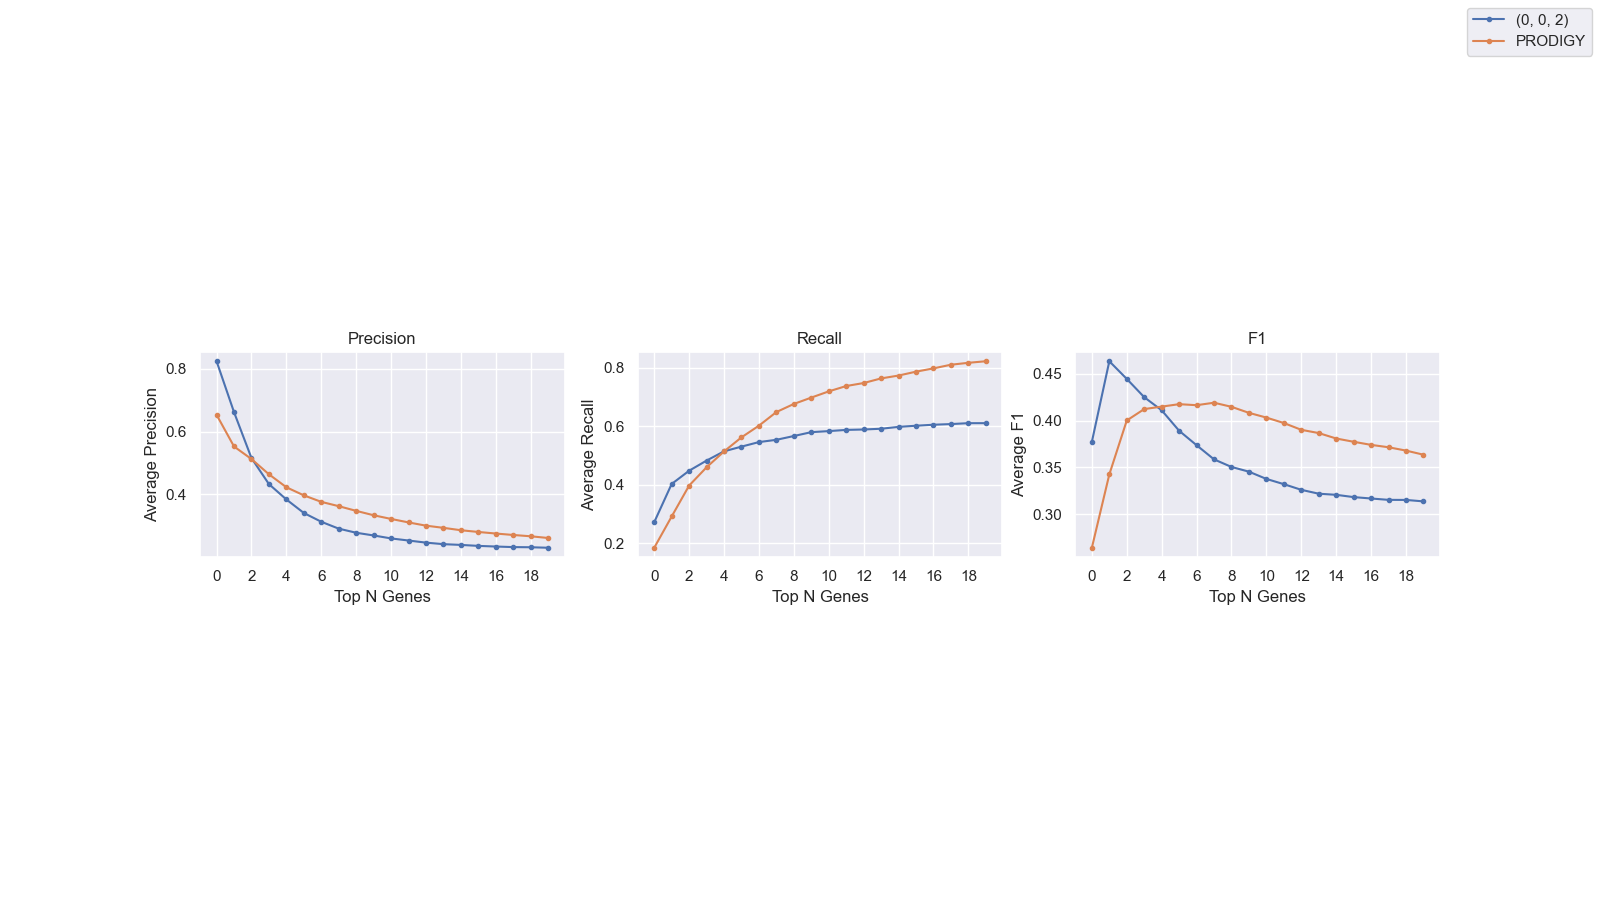 (0, 0, 2)
PRODIGY
Precision
Average Precision
0.8
0.6
0.4
0 2 4 6 8 10 12 14 16 18
Top N Genes
Recall
Average Recall
0.8
0.6
0.4
0.2
0 2 4 6 8 10 12 14 16 18
Top N Genes
F1
Average F1
0.45
0.40
0.35
0.30
0 2 4 6 8 10 12 14 16 18
Top N Genes